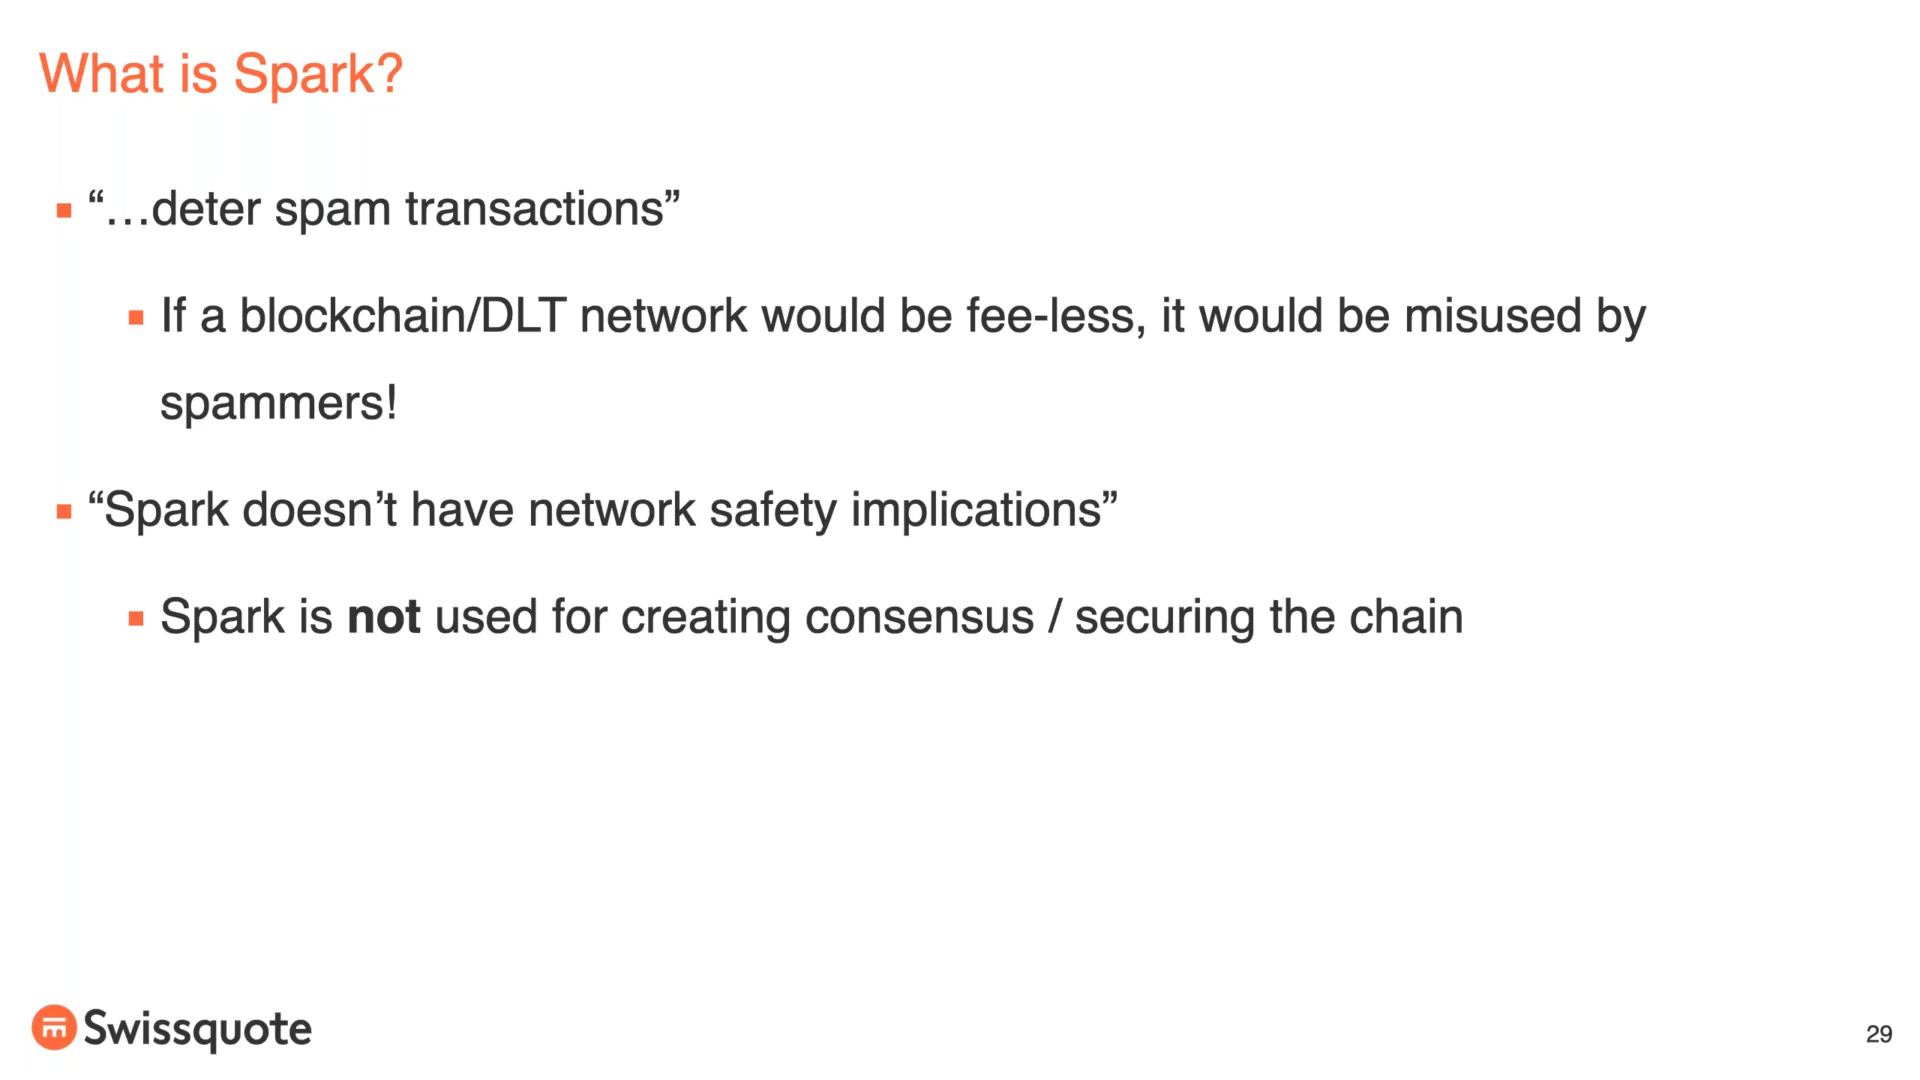 What is Spark?
“…deter spam transactions”
If a blockchain/DLT network would be fee-less, it would be misused by
spammers!
“Spark doesn’t have network safety implications”
Spark is not used for creating consensus / securing the chain
Swissquote
29